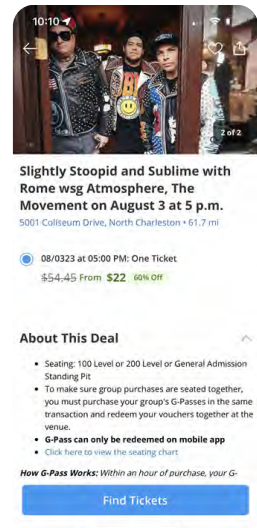 10:10
2 of 2
Slightly Stoopid and Sublime with
Rome wsg Atmosphere, The
Movement on August 3 at 5 p.m.
5001 Coliseum Drive, North Charleston • 61.7 mi
08/0323 at 05:00 PM: One Ticket
$54.45 From $22 60% Off
About This Deal
• Seating: 100 Level or 200 Level or General Admission
Standing Pit
• To make sure group purchases are seated together,
you must purchase your group's G-Passes in the same
transaction and redeem your vouchers together at the
venue.
• G-Pass can only be redeemed on mobile app
• Click here to view the seating chart
How G-Pass Works: Within an hour of purchase, your G-
Find Tickets